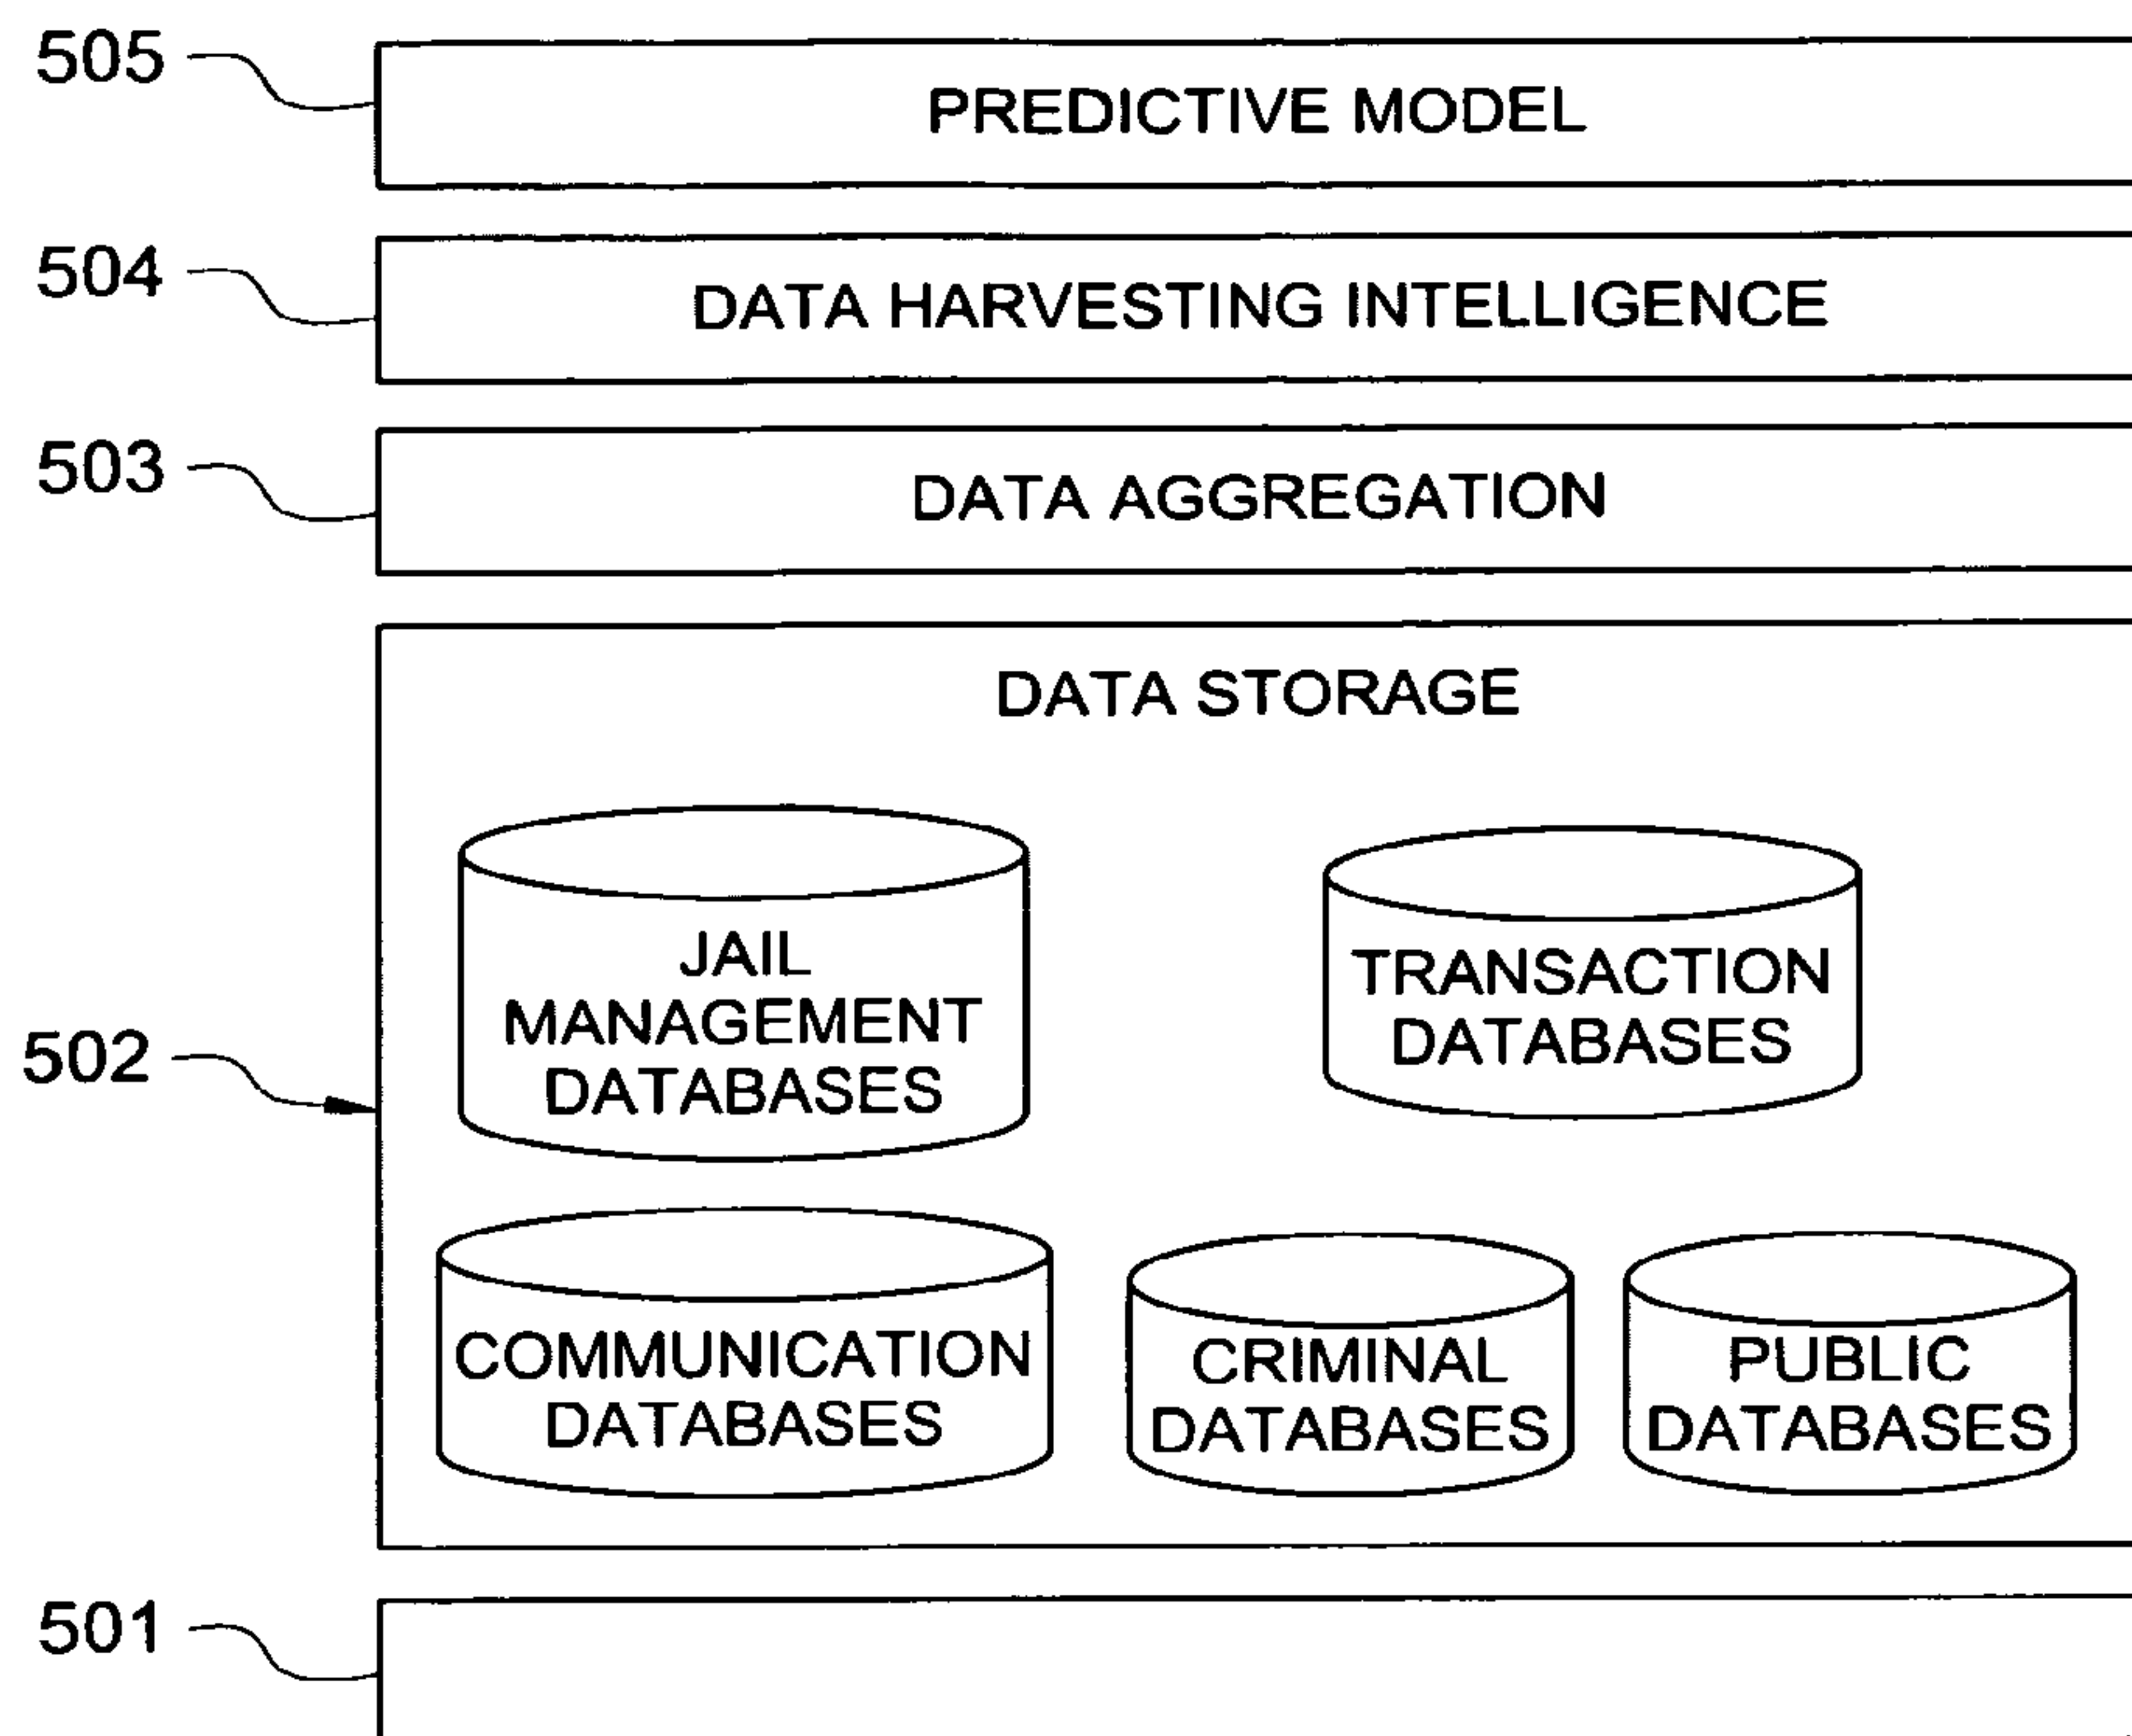 505
PREDICTIVE MODEL
504
DATA HARVESTING INTELLIGENCE
503
DATA AGGREGATION
DATA STORAGE
JAIL
MANAGEMENT
DATABASES
TRANSACTION
DATABASES
502
COMMUNICATION
DATABASES
CRIMINAL
DATABASES
PUBLIC
DATABASES
501